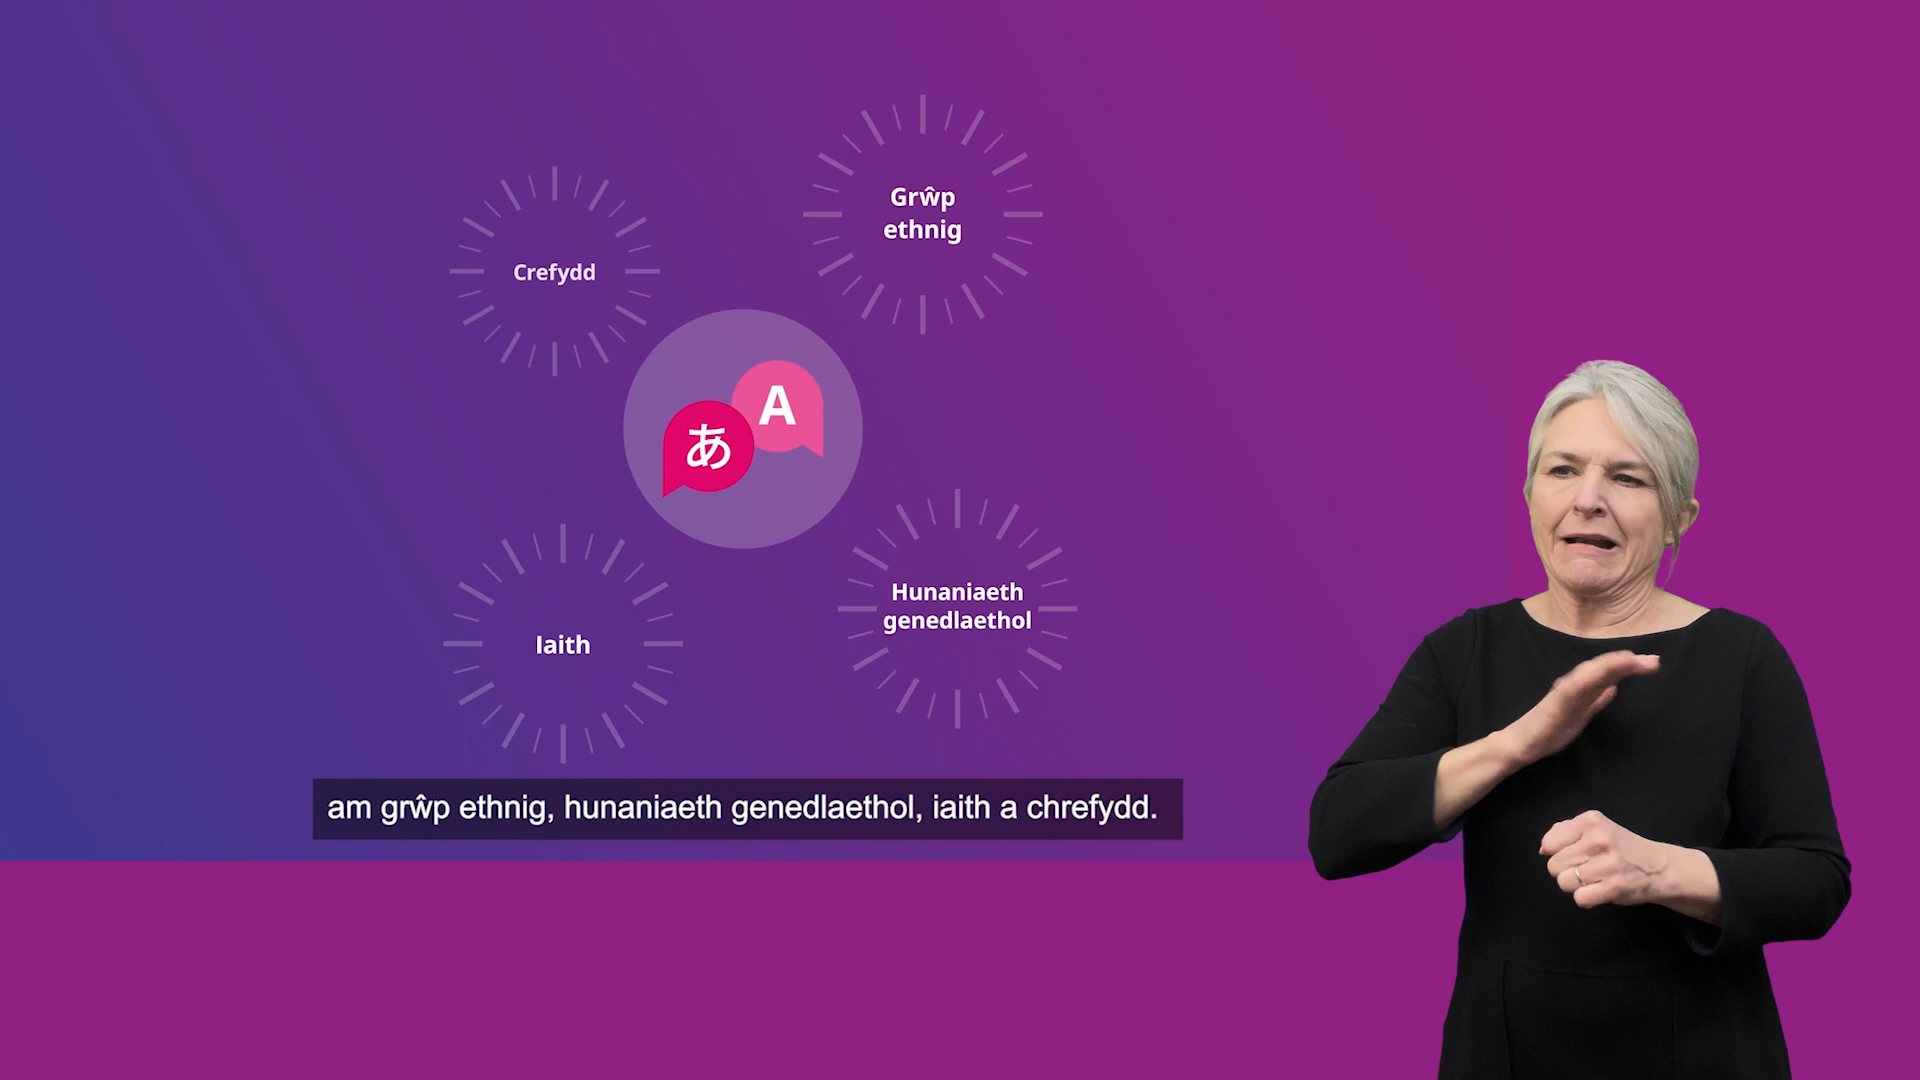 Grŵp
ethnig
Crefydd
A
あ
Hunaniaeth
genedlaethol
Iaith
am grŵp ethnig, hunaniaeth genedlaethol, iaith a chrefydd.